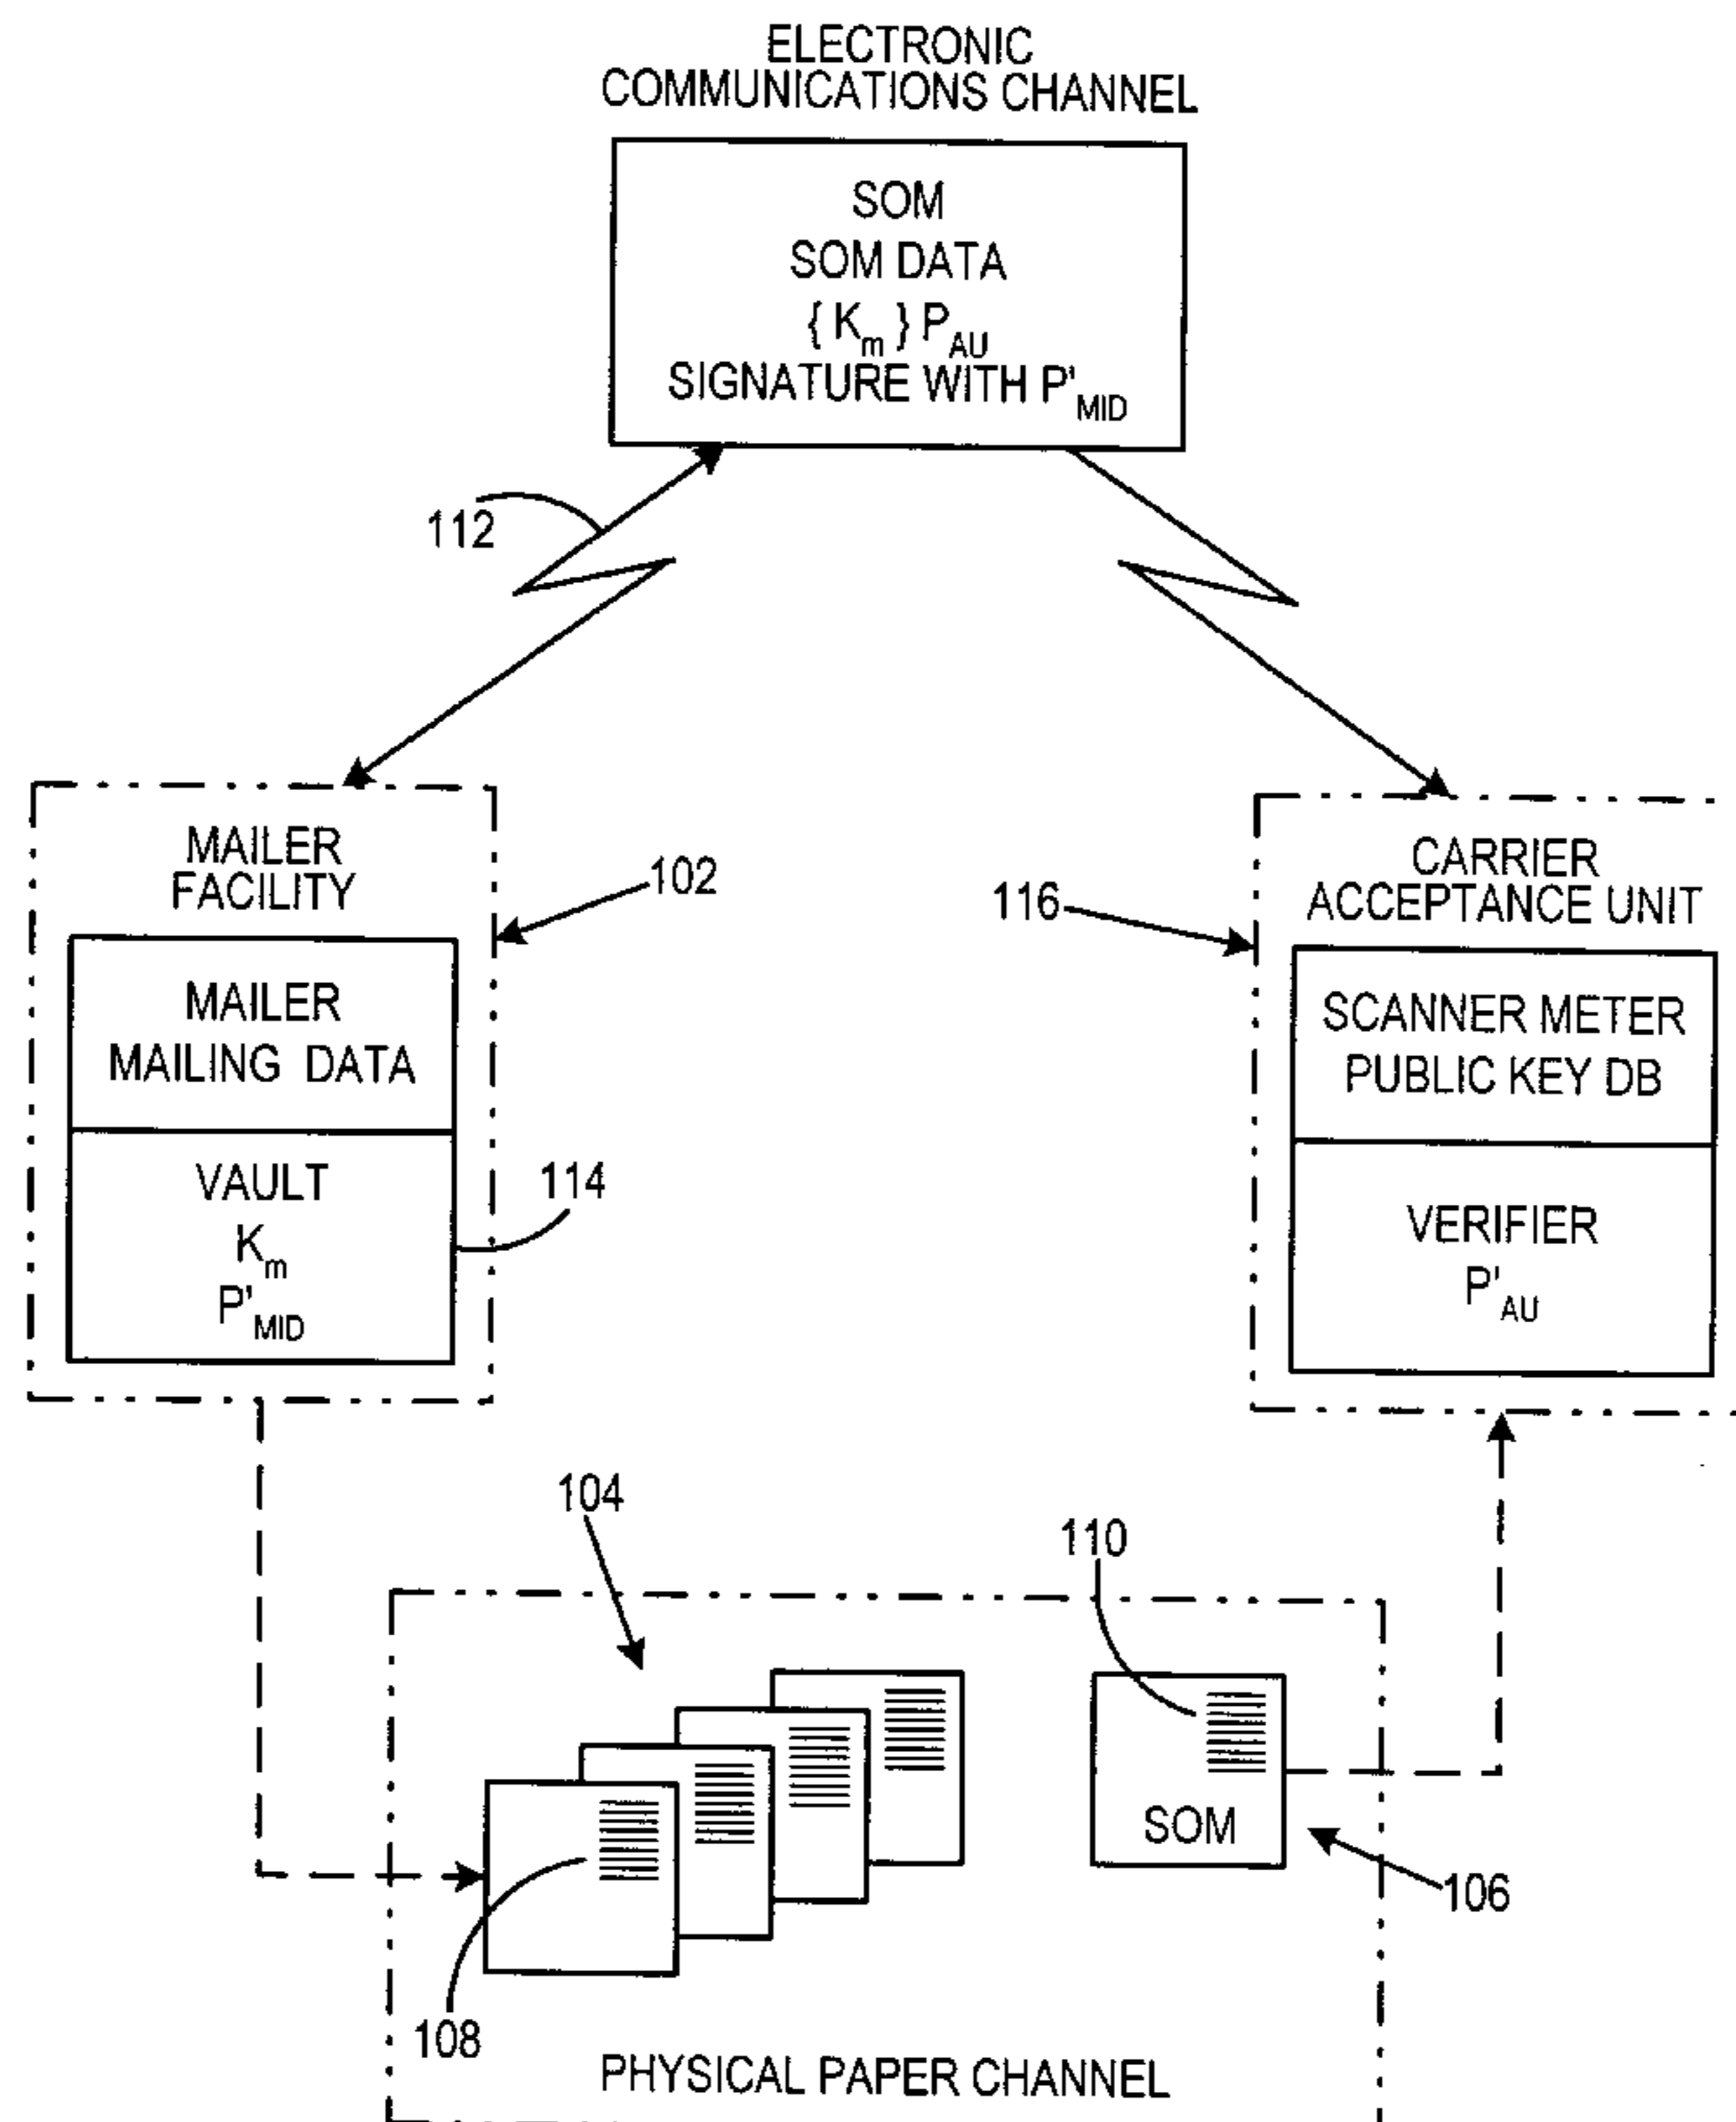 ELECTRONIC
COMMUNICATIONS CHANNEL
SOM
SOM DATA
{ Km } PAU
SIGNATURE WITH P'MID
112
MAILER
FACILITY
102
MAILER
MAILING DATA
VAULT
Km
P'MID
114
116
CARRIER
ACCEPTANCE UNIT
SCANNER METER
PUBLIC KEY DB
VERIFIER
P'AU
104
110
SOM
106
108
PHYSICAL PAPER CHANNEL